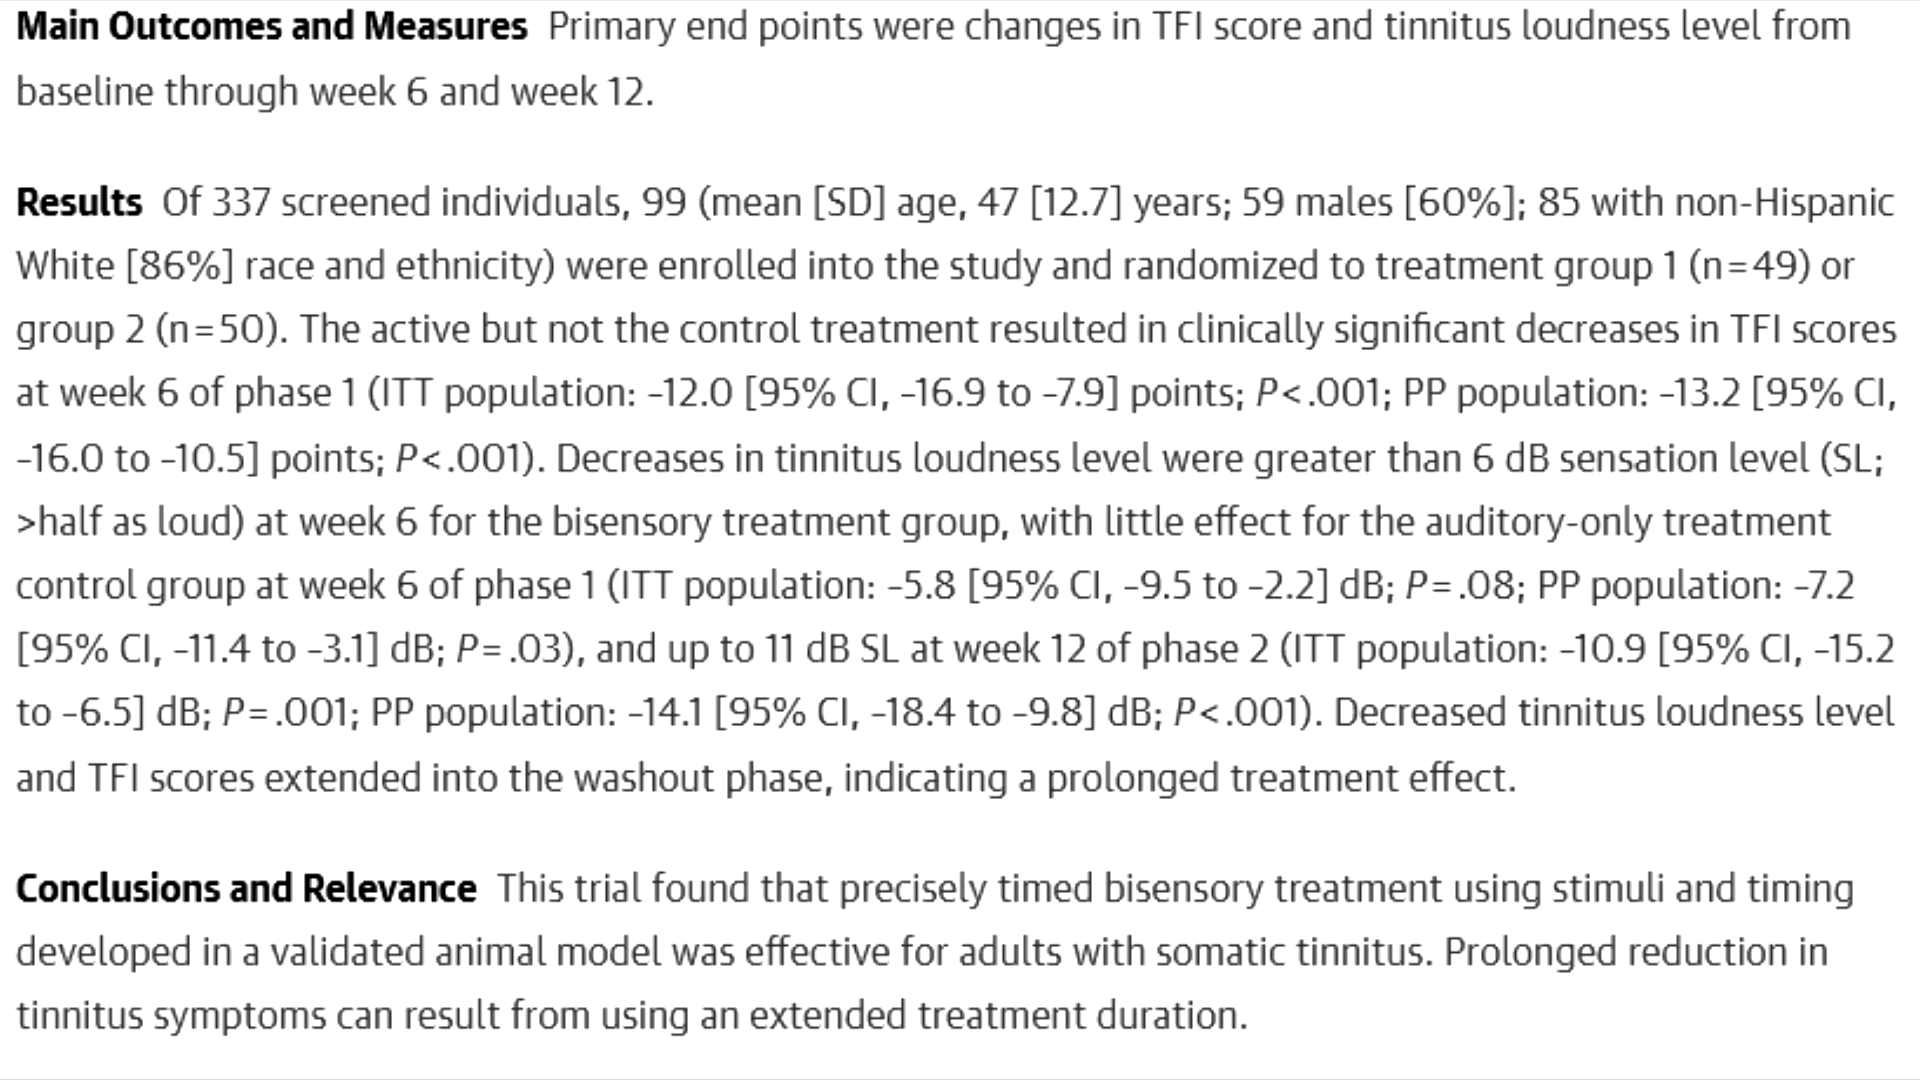 Main Outcomes and Measures Primary end points were changes in TFI score and tinnitus loudness level from
baseline through week 6 and week 12.
Results Of 337 screened individuals, 99 (mean [SD] age, 47 [12.7] years; 59 males [60%]; 85 with non-Hispanic
White [86%] race and ethnicity) were enrolled into the study and randomized to treatment group 1 (n=49) or
group 2 (n=50). The active but not the control treatment resulted in clinically significant decreases in TFI scores
at week 6 of phase 1 (ITT population: –12.0 [95% CI, –16.9 to –7.9] points; P<.001; PP population: –13.2 [95% CI,
–16.0 to –10.5] points; P<.001). Decreases in tinnitus loudness level were greater than 6 dB sensation level (SL;
>half as loud) at week 6 for the bisensory treatment group, with little effect for the auditory-only treatment
control group at week 6 of phase 1 (ITT population: –5.8 [95% CI, –9.5 to –2.2] dB; P=.08; PP population: –7.2
[95% CI, –11.4 to –3.1] dB; P=.03), and up to 11 dB SL at week 12 of phase 2 (ITT population: –10.9 [95% CI, –15.2
to –6.5] dB; P=.001; PP population: –14.1 [95% CI, –18.4 to –9.8] dB; P<.001). Decreased tinnitus loudness level
and TFI scores extended into the washout phase, indicating a prolonged treatment effect.
Conclusions and Relevance This trial found that precisely timed bisensory treatment using stimuli and timing
developed in a validated animal model was effective for adults with somatic tinnitus. Prolonged reduction in
tinnitus symptoms can result from using an extended treatment duration.